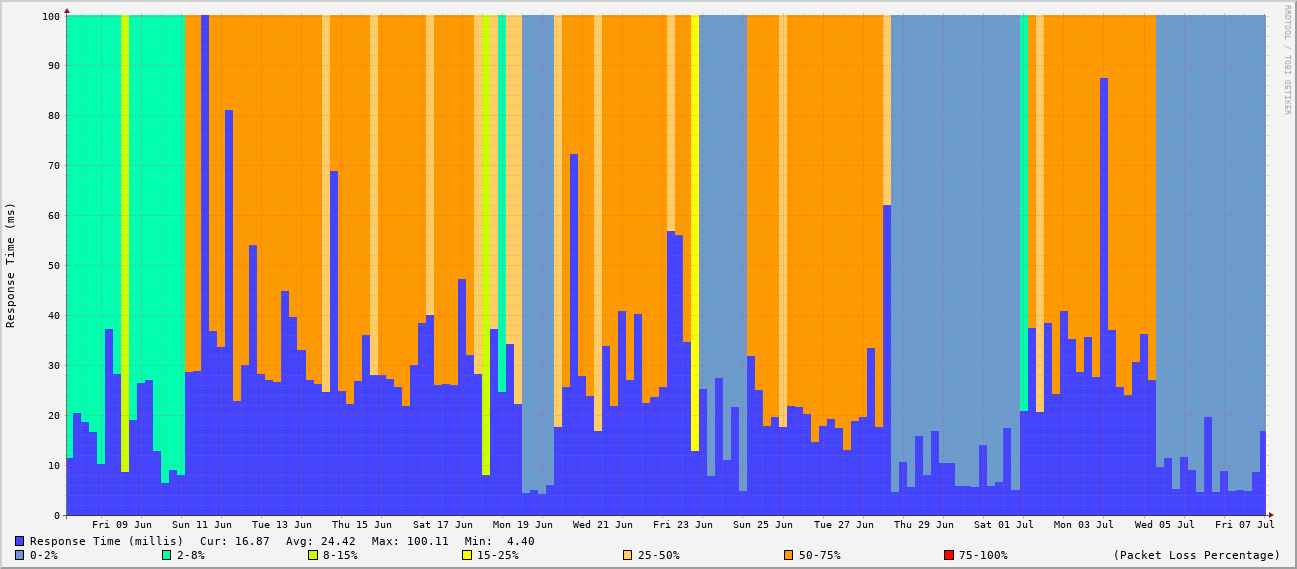 RRDTOOL / TOBI OETIKER
Response Time (ms)
100
90
80
70
60
50
40
30
20
10
0
Fri 09 Jun Sun 11 Jun Tue 13 Jun Thu 15 Jun Sat 17 Jun Mon 19 Jun Wed 21 Jun Fri 23 Jun Sun 25 Jun Tue 27 Jun Thu 29 Jun Sat 01 Jul Mon 03 Jul Wed 05 Jul Fri 07 Jul
Response Time (millis) Cur: 16.87 Avg: 24.42 Max: 100.11 Min: 4.40
0-2% 2-8% 8-15% 15-25% 25-50% 50-75% 75-100% (Packet Loss Percentage)